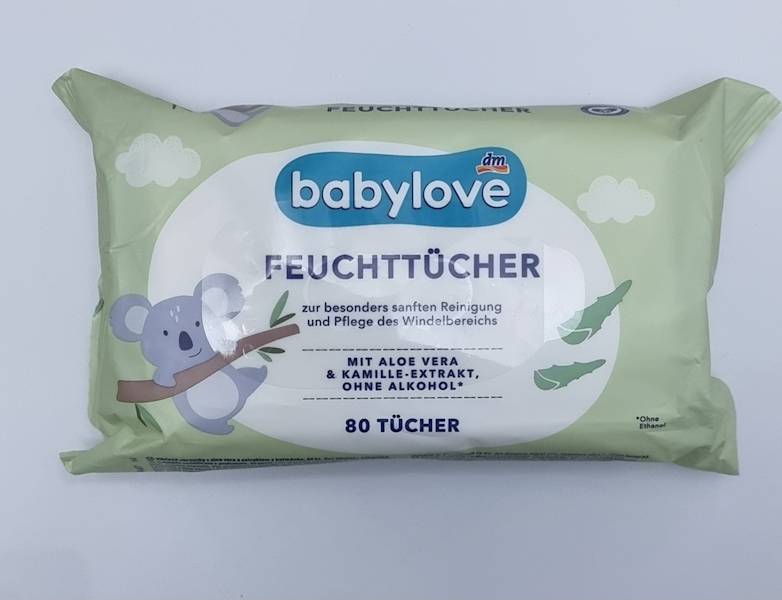 FEUCHTTÜCHER
dm
babylove
FEUCHTTÜCHER
zur besonders sanften Reinigung
und Pflege des Windelbereichs
MIT ALOE VERA
& KAMILLE-EXTRAKT,
OHNE ALKOHOL*
80 TÜCHER
*Ohne
Ethanol